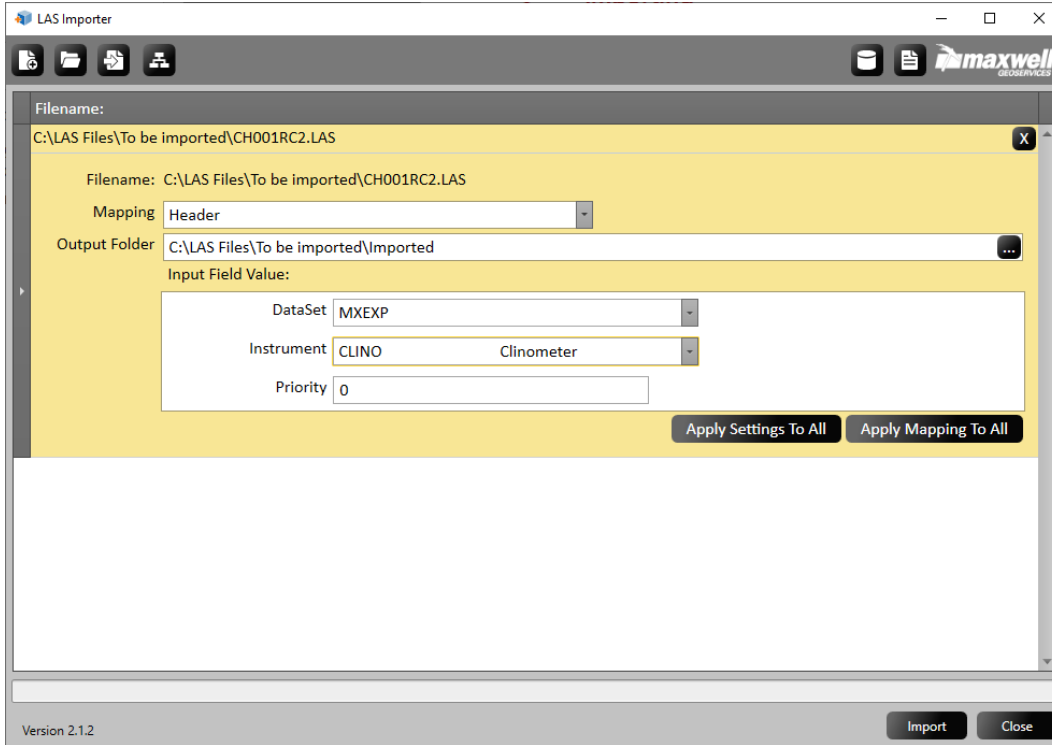 LAS Importer
maxwell
GEOSERVICES
Filename:
C:\LAS Files\To be imported\CH001RC2.LAS
X
Filename: C:\LAS Files\To be imported\CH001RC2.LAS
Mapping Header
Output Folder C:\LAS Files\To be imported\Imported ...
Input Field Value:
DataSet MXEXP
Instrument CLINO Clinometer
Priority 0
Apply Settings To All Apply Mapping To All
Version 2.1.2
Import Close